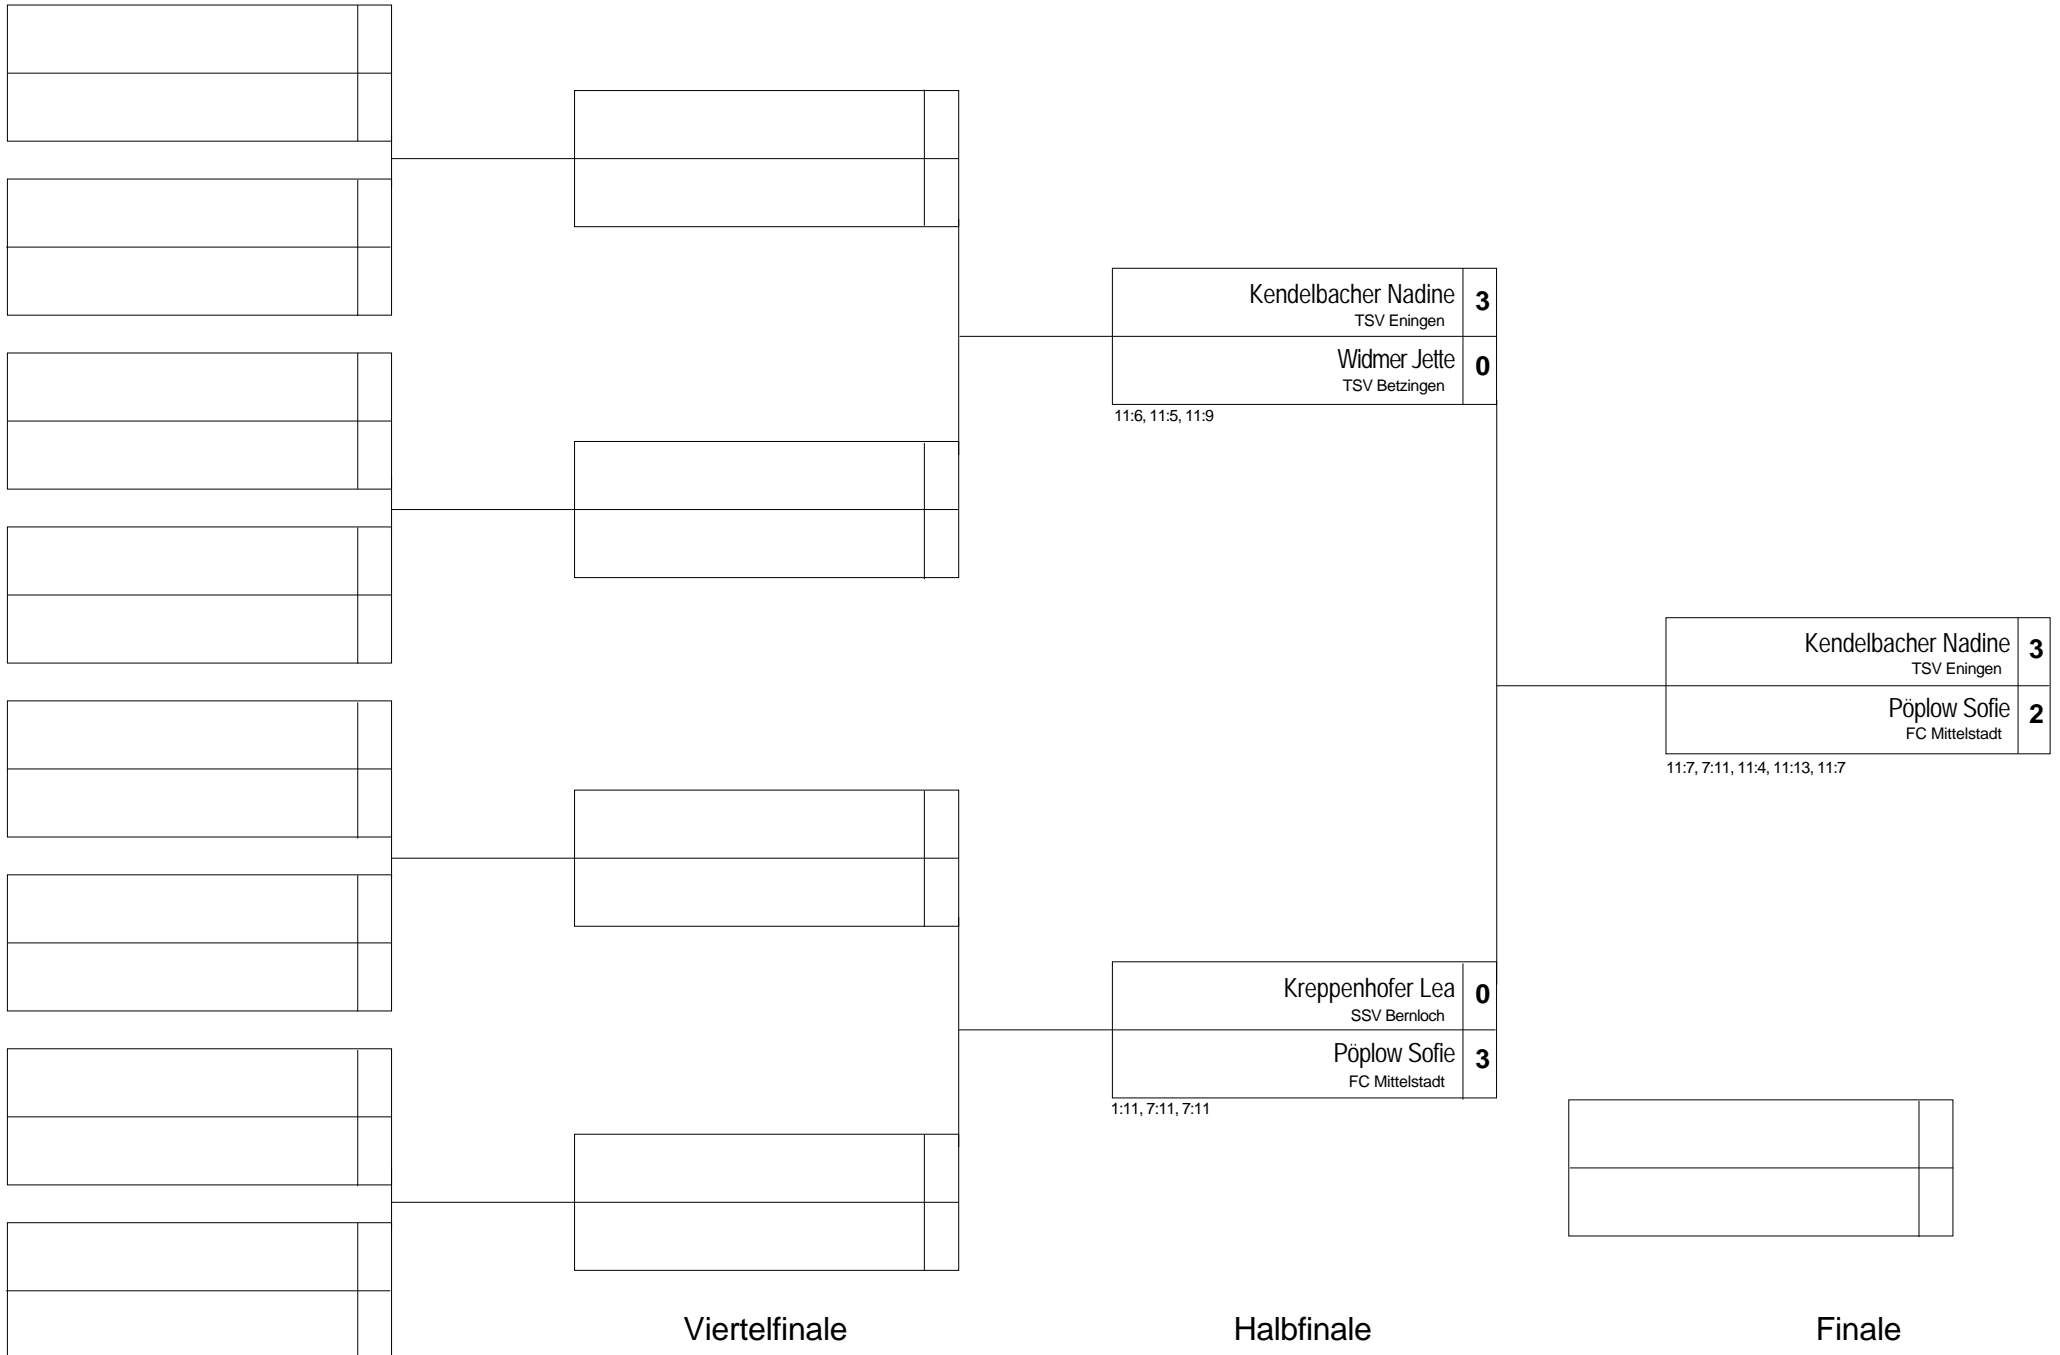 Kendelbacher Nadine 3
TSV Eningen
Widmer Jette 0
TSV Betzingen
11:6, 11:5, 11:9
Kendelbacher Nadine 3
TSV Eningen
Pöplow Sofie 2
FC Mittelstadt
11:7, 7:11, 11:4, 11:13, 11:7
Kreppenhofer Lea 0
SSV Bernloch
Pöplow Sofie 3
FC Mittelstadt
1:11, 7:11, 7:11
Viertelfinale
Halbfinale
Finale